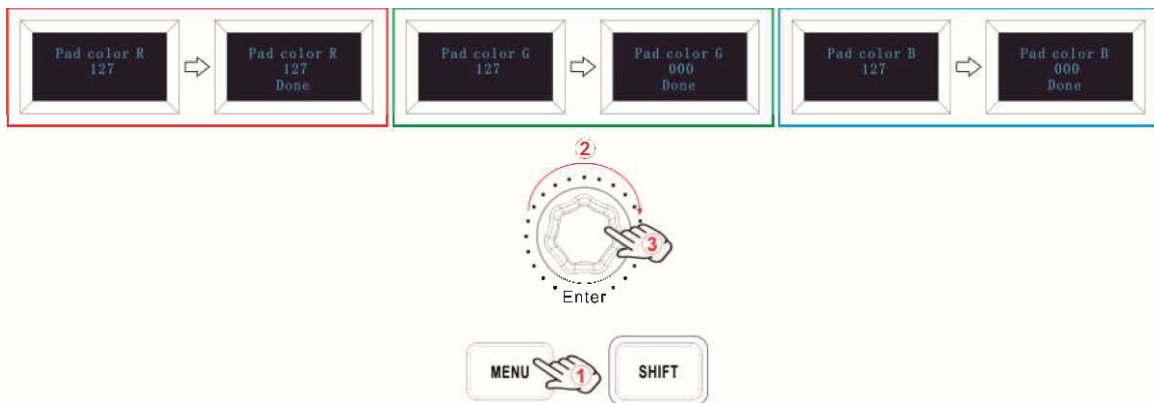 Pad color R
127
Pad color R
127
Done
Pad color G
127
Pad color G
000
Done
Pad color B
127
Pad color B
000
Done
2
3
Enter
MENU
1
SHIFT